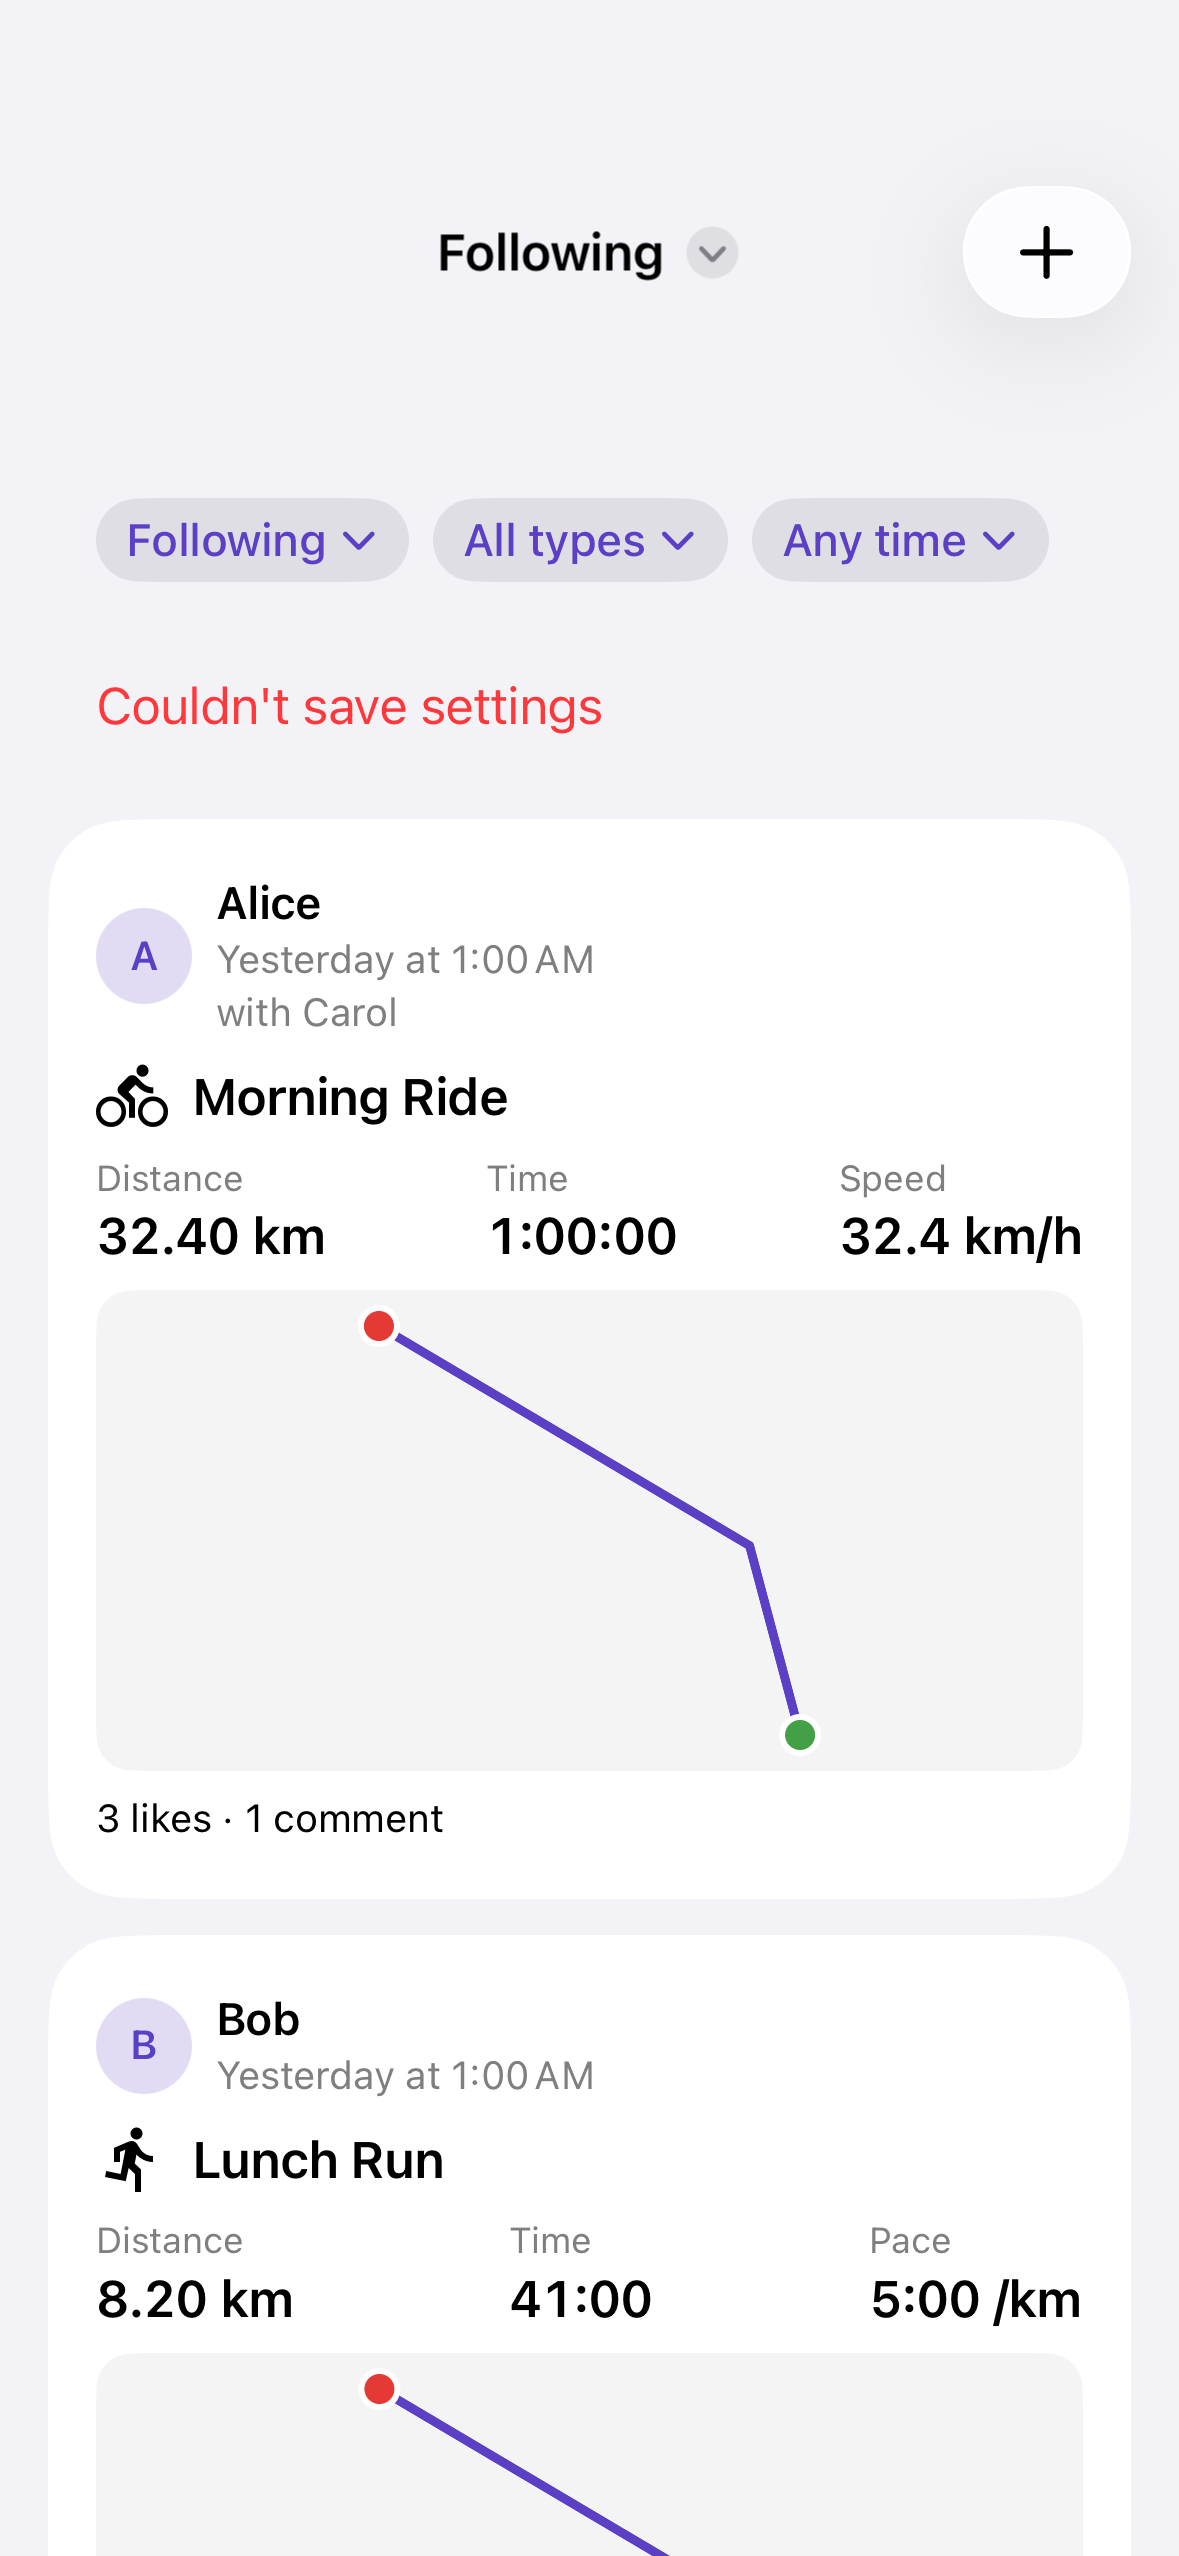 Following
Following All types Any time
Couldn't save settings
A
Alice
Yesterday at 1:00 AM
with Carol
Morning Ride
Distance Time Speed
32.40 km 1:00:00 32.4 km/h
3 likes · 1 comment
B
Bob
Yesterday at 1:00 AM
Lunch Run
Distance Time Pace
8.20 km 41:00 5:00 /km